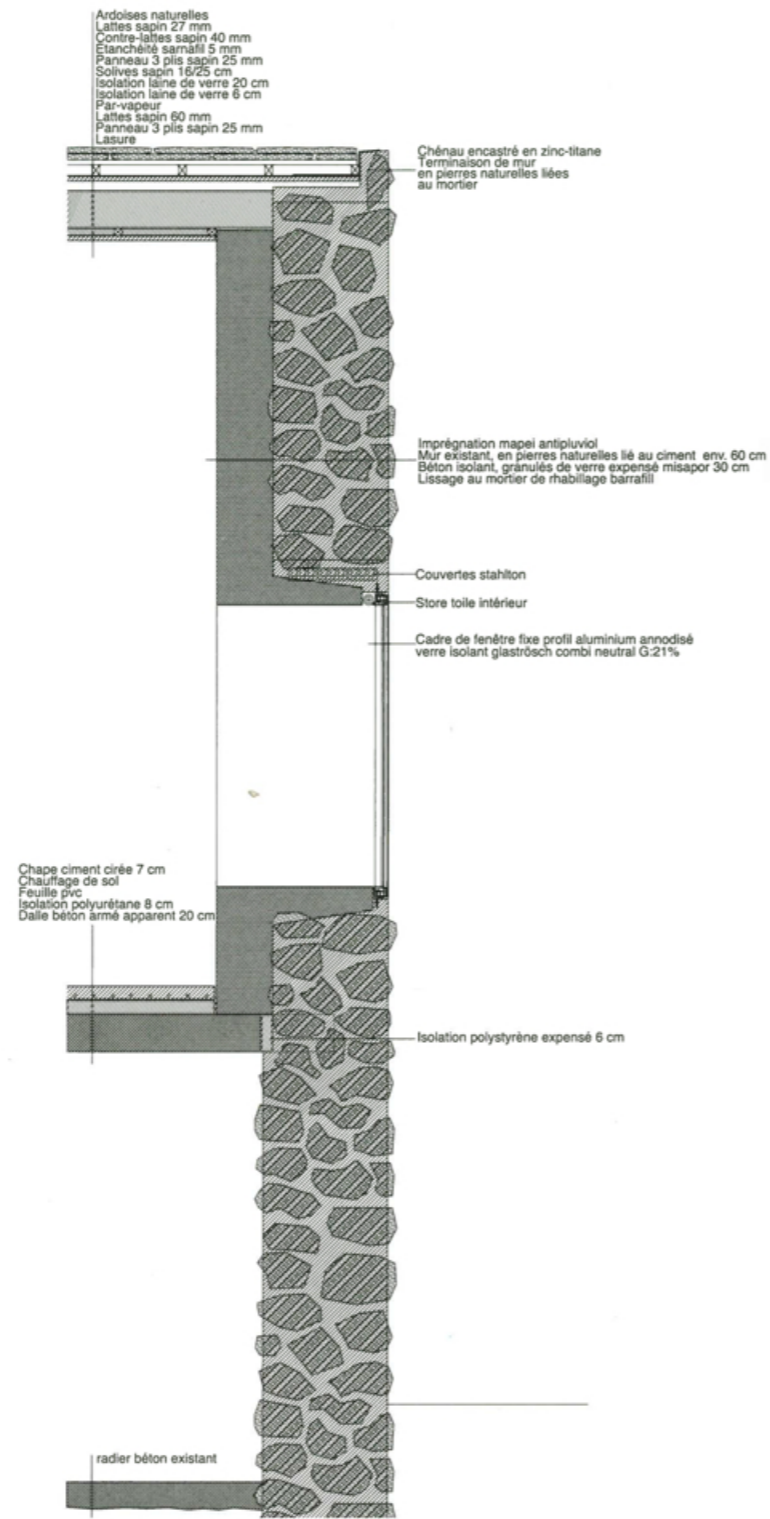 Ardoises naturelles
Lattes sapin 27 mm
Contre-lattes sapin 40 mm
Etanchéité sarnafil 5 mm
Panneau 3 plis sapin 25 mm
Solives sapin 16/25 cm
Isolation laine de verre 20 cm
Isolation laine de verre 6 cm
Par-vapeur
Lattes sapin 60 mm
Panneau 3 plis sapin 25 mm
Lasure
Chénau encastré en zinc-titane
Terminaison de mur
en pierres naturelles liées
au mortier
Imprégnation mapei antipluviol
Mur existant, en pierres naturelles lié au ciment env. 60 cm
Béton isolant, granulés de verre expensé misapor 30 cm
Lissage au mortier de rhabillage barrafill
Couvertes stahlton
Store toile intérieur
Cadre de fenêtre fixe profil aluminium annodisé
verre isolant glaströsch combi neutral G:21%
Chape ciment cirée 7 cm
Chauffage de sol
Feuille pvc
Isolation polyurétane 8 cm
Dalle béton armé apparent 20 cm
Isolation polystyrène expensé 6 cm
radier béton existant